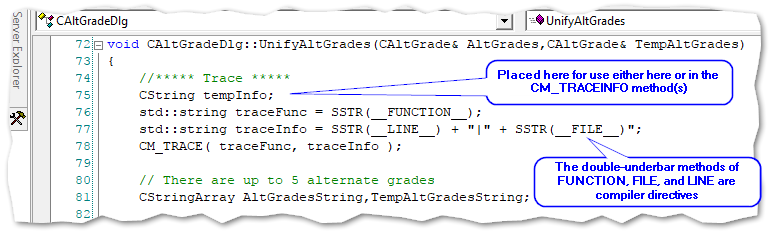 CAltGradeDlg
UnifyAltGrades
Server Explorer
72 void CAltGradeDlg::UnifyAltGrades(CAltGrade& AltGrades,CAltGrade& TempAltGrades)
73 {
74 //***** Trace *****
75 CString tempInfo;
76 std::string traceFunc = SSTR(__FUNCTION__);
77 std::string traceInfo = SSTR(__LINE__) + "|" + SSTR(__FILE__)";
78 CM_TRACE( traceFunc, traceInfo );
79
80 // There are up to 5 alternate grades
81 CStringArray AltGradesString,TempAltGradesString;
82
Placed here for use either here or in the
CM_TRACEINFO method(s)
The double-underbar methods of
FUNCTION, FILE, and LINE are
compiler directives